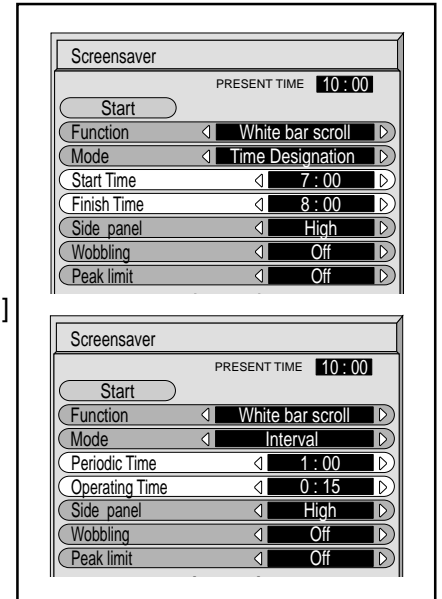 Screensaver
PRESENT TIME 10 : 00
Start
Function White bar scroll
Mode Time Designation
Start Time 7 : 00
Finish Time 8 : 00
Side panel High
Wobbling Off
Peak limit Off
]
Screensaver
PRESENT TIME 10 : 00
Start
Function White bar scroll
Mode Interval
Periodic Time 1 : 00
Operating Time 0 : 15
Side panel High
Wobbling Off
Peak limit Off